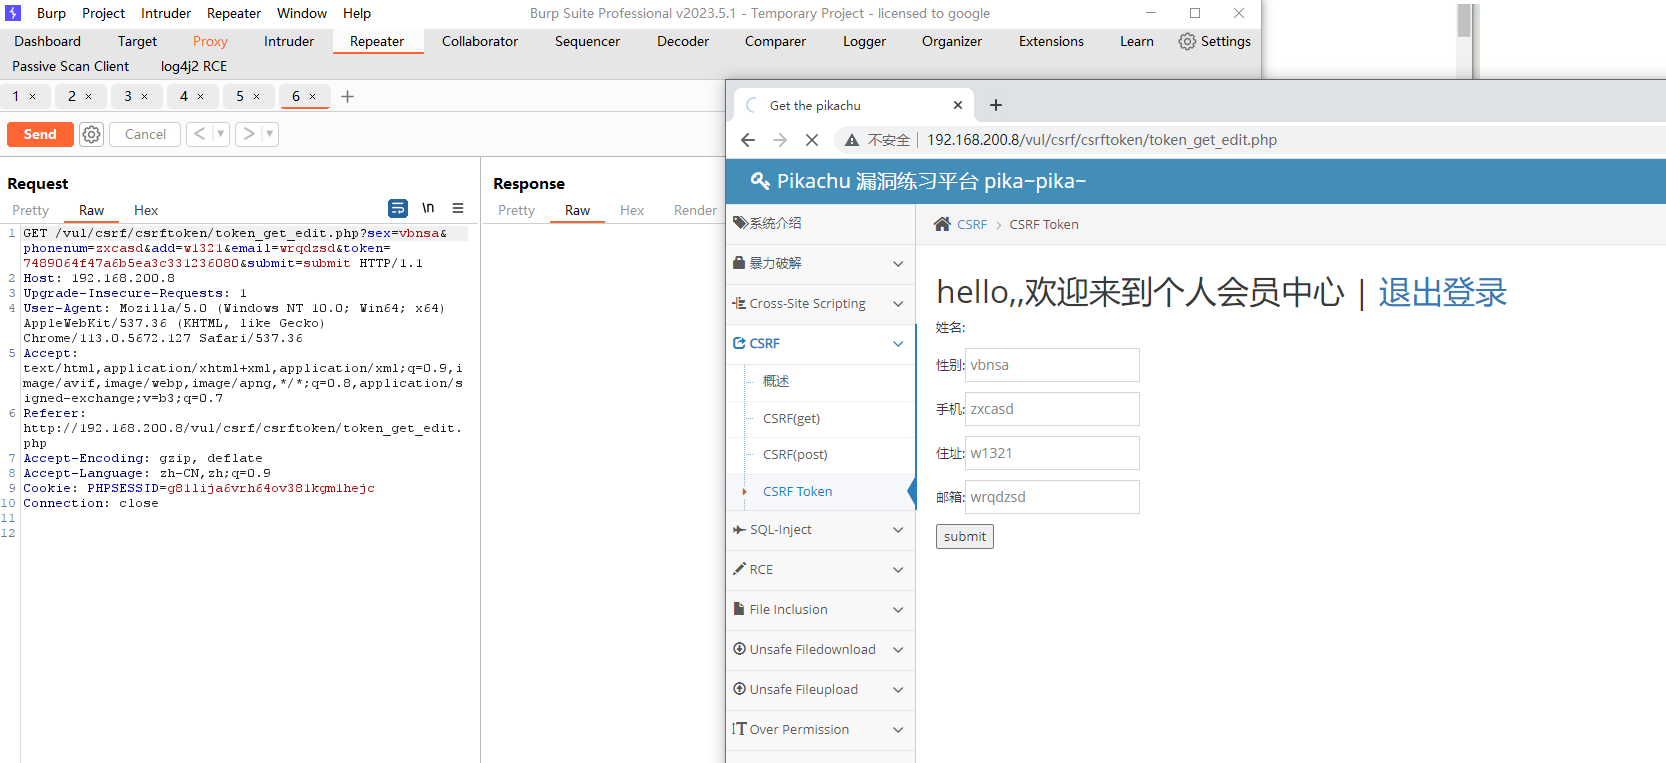 Burp Project Intruder Repeater Window Help
Burp Suite Professional v2023.5.1 - Temporary Project - licensed to google
Dashboard Target Proxy Intruder Repeater Collaborator Sequencer Decoder Comparer Logger Organizer Extensions Learn Settings
Passive Scan Client log4j2 RCE
1 × 2 × 3 × 4 × 5 × 6 × +
Send Cancel < >
Request
Pretty Raw Hex \n
1 GET /vul/csrf/csrftoken/token_get_edit.php?sex=vbnsa&
phonenum=zxcasd&add=w1321&email=wrqdzsd&token=
7489064f47a6b5ea3c331236080&submit=submit HTTP/1.1
2 Host: 192.168.200.8
3 Upgrade-Insecure-Requests: 1
4 User-Agent: Mozilla/5.0 (Windows NT 10.0; Win64; x64)
AppleWebKit/537.36 (KHTML, like Gecko)
Chrome/113.0.5672.127 Safari/537.36
5 Accept:
text/html,application/xhtml+xml,application/xml;q=0.9,i
mage/avif,image/webp,image/apng,*/*;q=0.8,application/s
igned-exchange;v=b3;q=0.7
6 Referer:
http://192.168.200.8/vul/csrf/csrftoken/token_get_edit.
php
7 Accept-Encoding: gzip, deflate
8 Accept-Language: zh-CN,zh;q=0.9
9 Cookie: PHPSESSID=g81lija6vrh64ov381kgm1hejc
10 Connection: close
11
12
Response
Pretty Raw Hex Render
Get the pikachu × +
不安全 | 192.168.200.8/vul/csrf/csrftoken/token_get_edit.php
Pikachu 漏洞练习平台 pika~pika~
系统介绍
暴力破解
Cross-Site Scripting
CSRF
概述
CSRF(get)
CSRF(post)
CSRF Token
SQL-Inject
RCE
File Inclusion
Unsafe Filedownload
Unsafe Fileupload
Over Permission
CSRF > CSRF Token
hello,,欢迎来到个人会员中心 | 退出登录
姓名:
性别: vbnsa
手机: zxcasd
住址: w1321
邮箱: wrqdzsd
submit